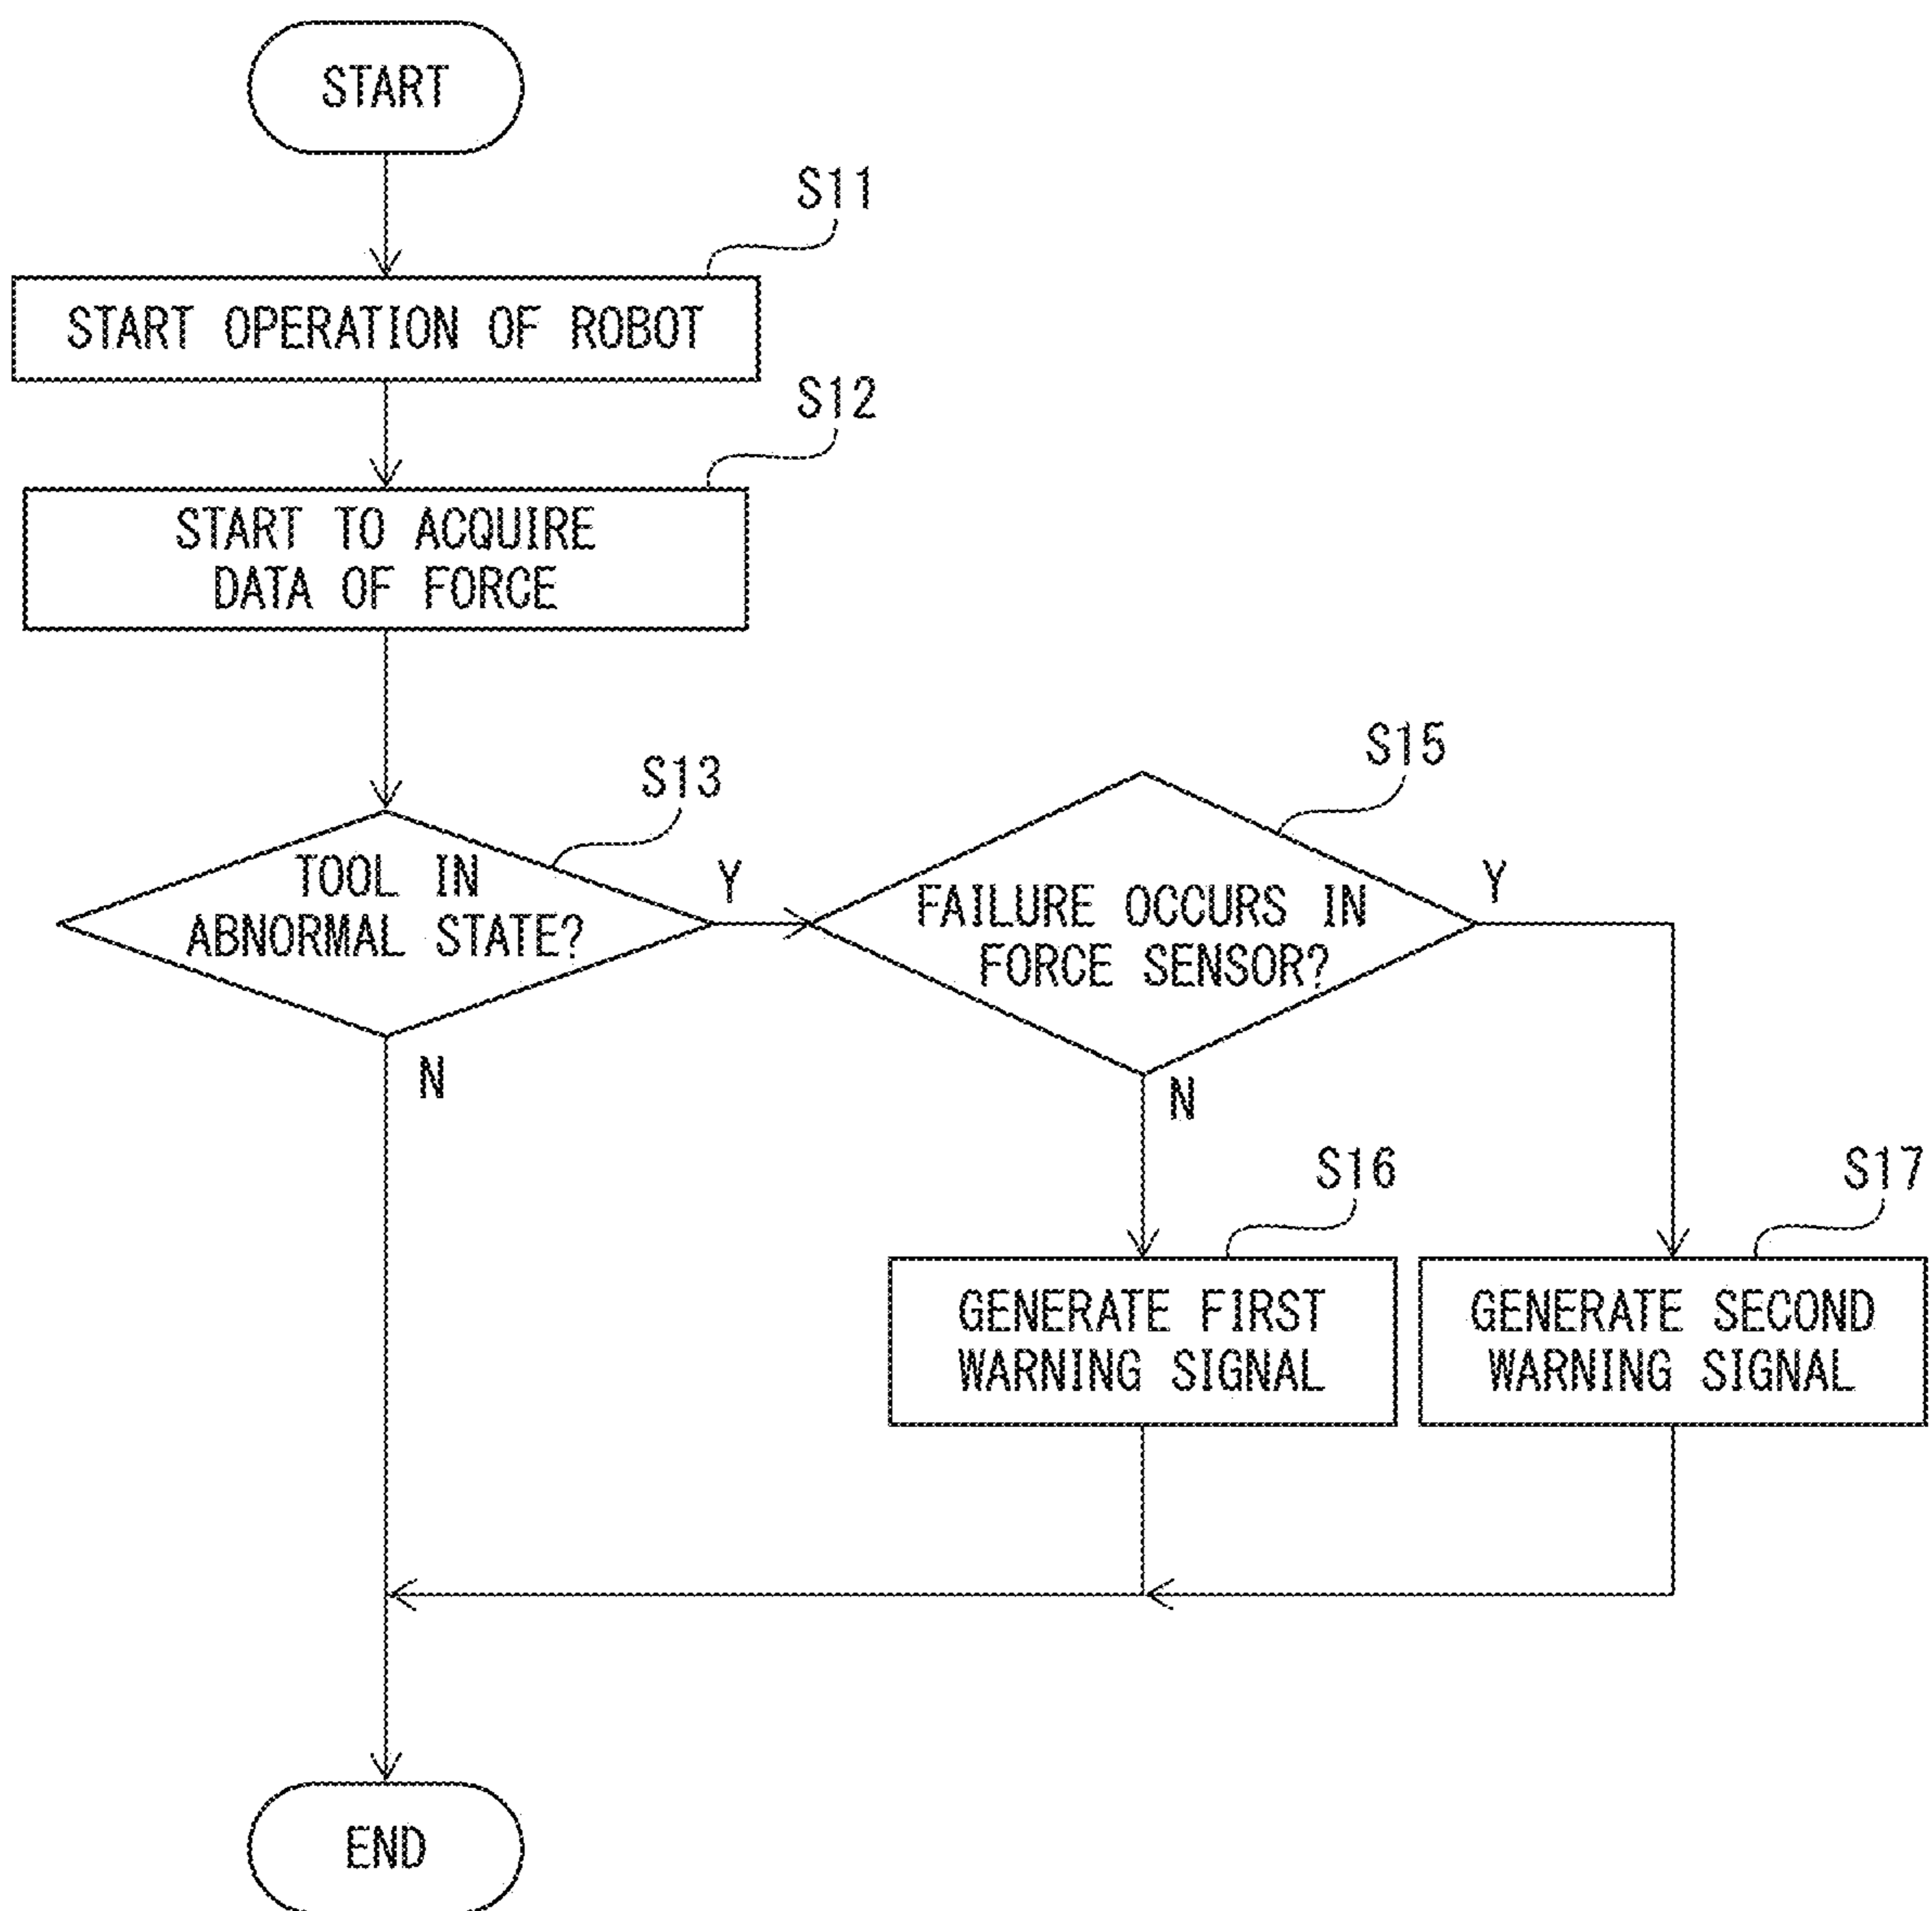 START
S11
START OPERATION OF ROBOT
S12
START TO ACQUIRE
DATA OF FORCE
S13
TOOL IN
ABNORMAL STATE?
Y
N
S15
FAILURE OCCURS IN
FORCE SENSOR?
Y
N
S16
GENERATE FIRST
WARNING SIGNAL
S17
GENERATE SECOND
WARNING SIGNAL
END